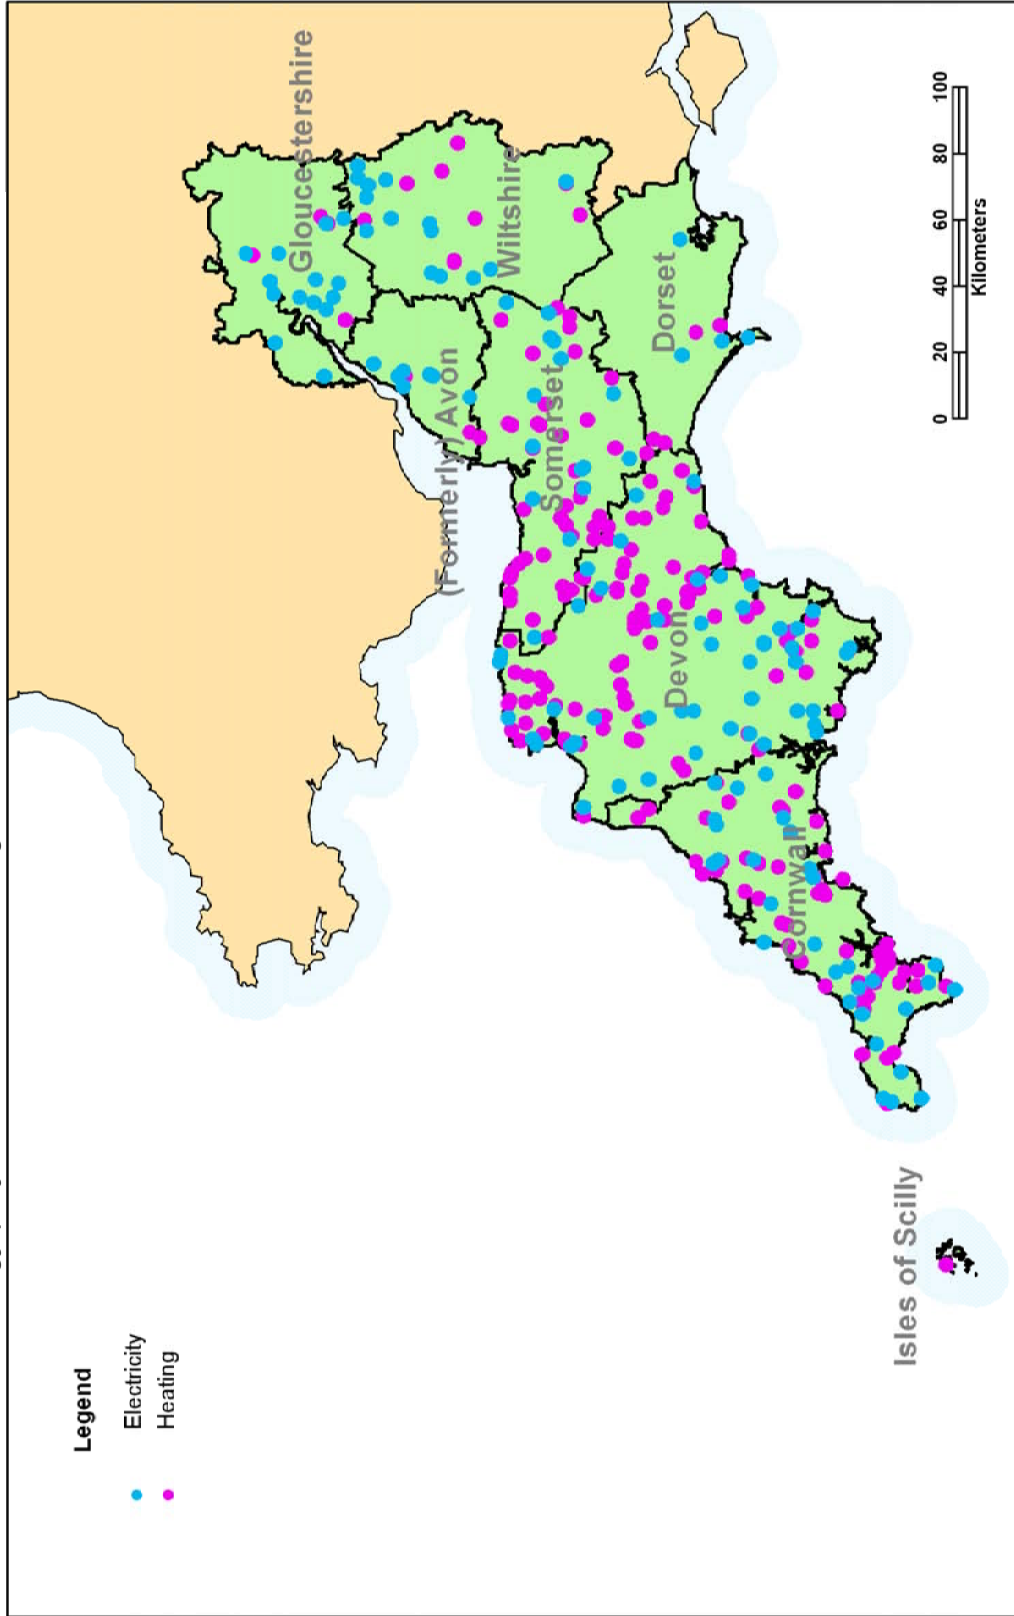 Legend
Electricity
Heating
Isles of Scilly
Cornwall
Devon
Somerset
(Formerly) Avon
Dorset
Wiltshire
Gloucestershire
0 20 40 60 80 100
Kilometers